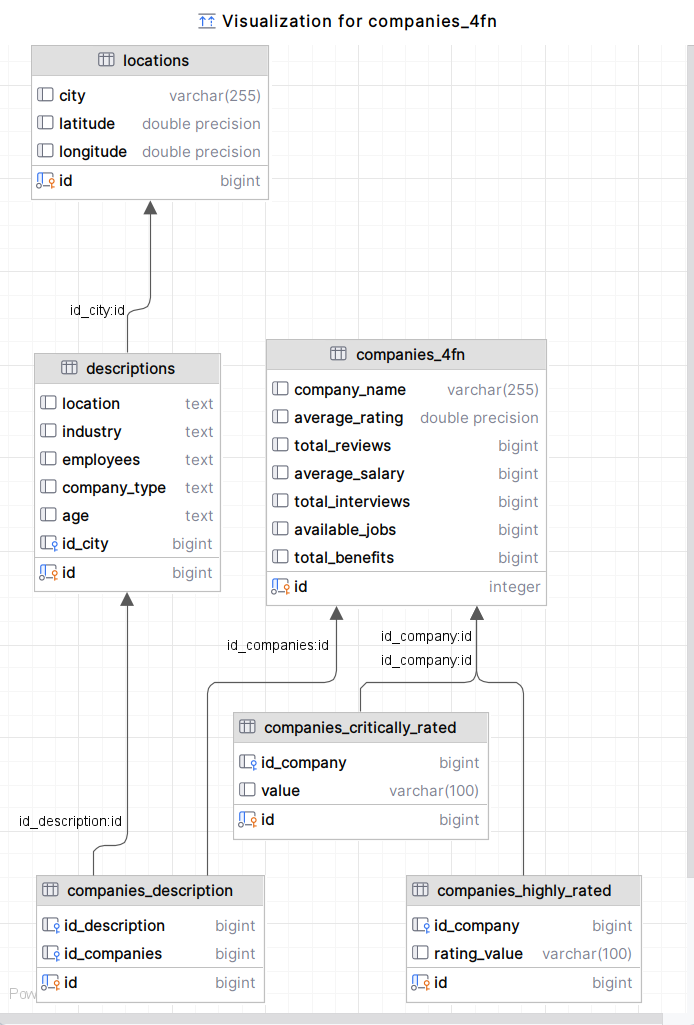 Visualization for companies_4fn
locations
city varchar(255)
latitude double precision
longitude double precision
id bigint
id_city:id
descriptions
location text
industry text
employees text
company_type text
age text
id_city bigint
id bigint
companies_4fn
company_name varchar(255)
average_rating double precision
total_reviews bigint
average_salary bigint
total_interviews bigint
available_jobs bigint
total_benefits bigint
id integer
id_companies:id
id_company:id
id_company:id
companies_critically_rated
id_company bigint
value varchar(100)
id bigint
id_description:id
companies_description
id_description bigint
id_companies bigint
id bigint
companies_highly_rated
id_company bigint
rating_value varchar(100)
id bigint